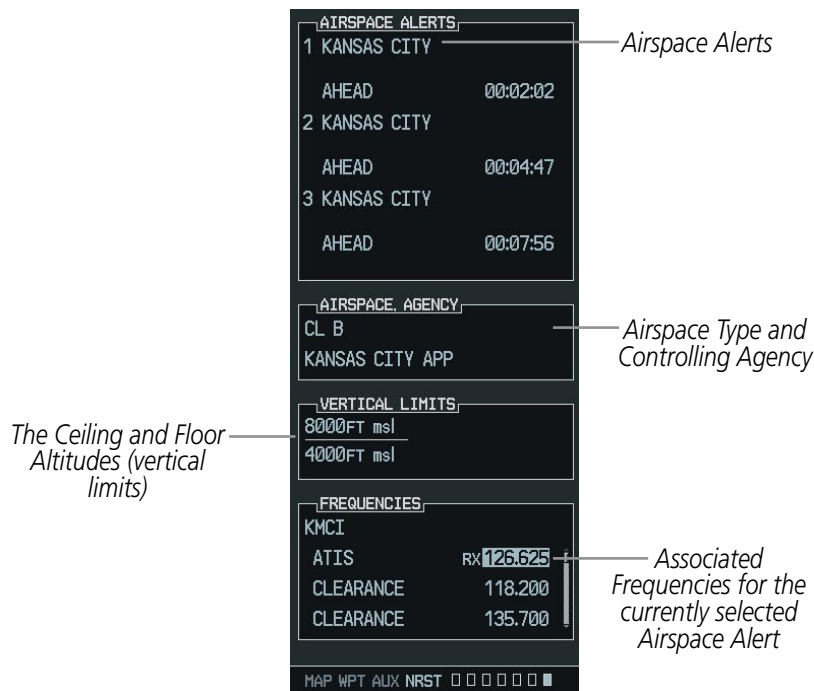 AIRSPACE ALERTS
1 KANSAS CITY
AHEAD 00:02:02
2 KANSAS CITY
AHEAD 00:04:47
3 KANSAS CITY
AHEAD 00:07:56
Airspace Alerts
AIRSPACE, AGENCY
CL B
KANSAS CITY APP
Airspace Type and
Controlling Agency
VERTICAL LIMITS
8000FT msl
4000FT msl
The Ceiling and Floor
Altitudes (vertical
limits)
FREQUENCIES
KMCI
ATIS RX 126.625
CLEARANCE 118.200
CLEARANCE 135.700
Associated
Frequencies for the
currently selected
Airspace Alert
MAP WPT AUX NRST